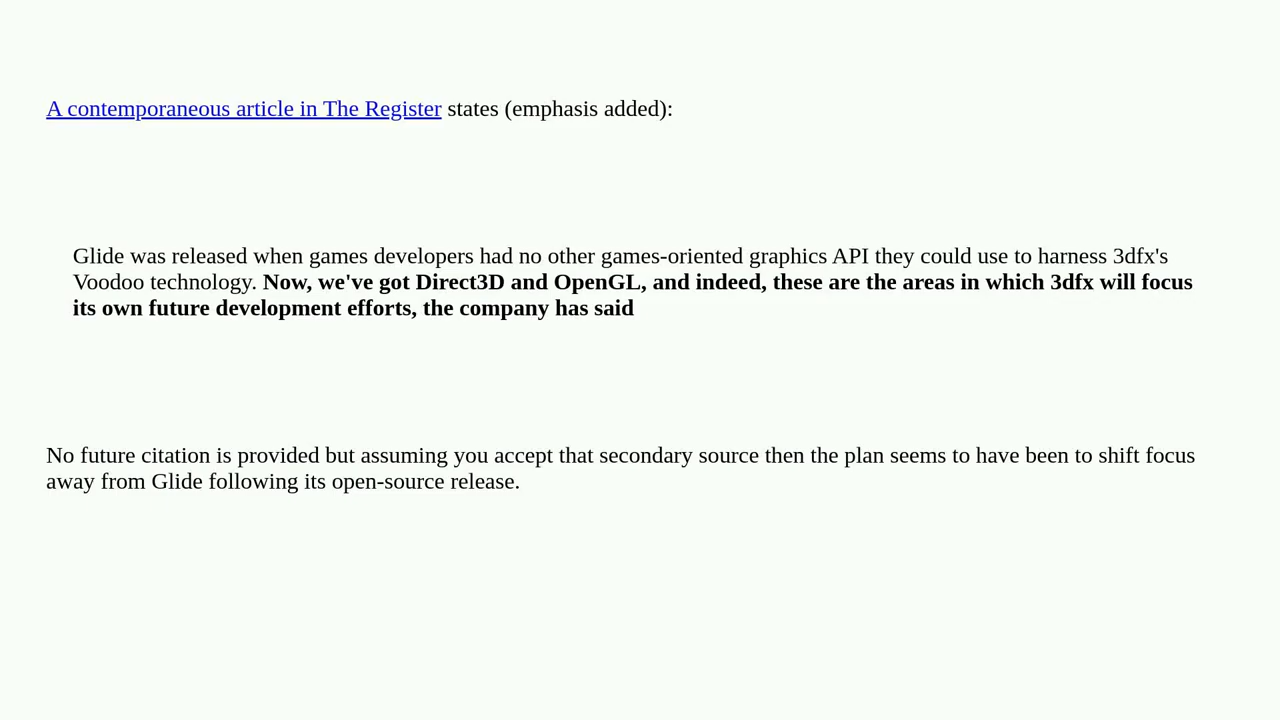 A contemporaneous article in The Register states (emphasis added):
Glide was released when games developers had no other games-oriented graphics API they could use to harness 3dfx's
Voodoo technology. Now, we've got Direct3D and OpenGL, and indeed, these are the areas in which 3dfx will focus
its own future development efforts, the company has said
No future citation is provided but assuming you accept that secondary source then the plan seems to have been to shift focus
away from Glide following its open-source release.